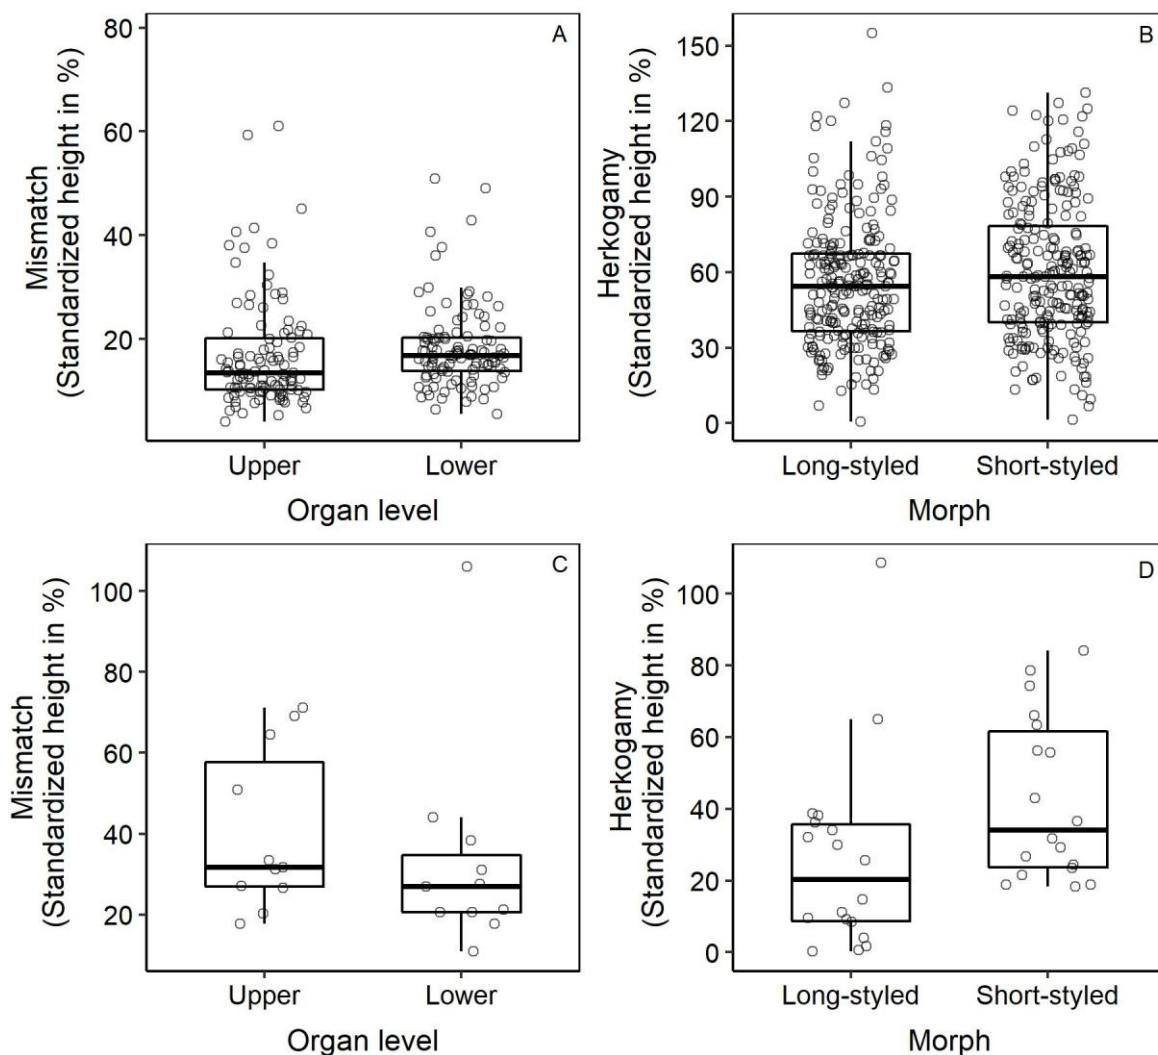 A
80
60
40
20
Mismatch
(Standardized height in %)
Upper
Lower
Organ level
B
150
120
90
60
30
0
Herkogamy
(Standardized height in %)
Long-styled
Short-styled
Morph
C
100
80
60
40
20
Mismatch
(Standardized height in %)
Upper
Lower
Organ level
D
100
80
60
40
20
0
Herkogamy
(Standardized height in %)
Long-styled
Short-styled
Morph